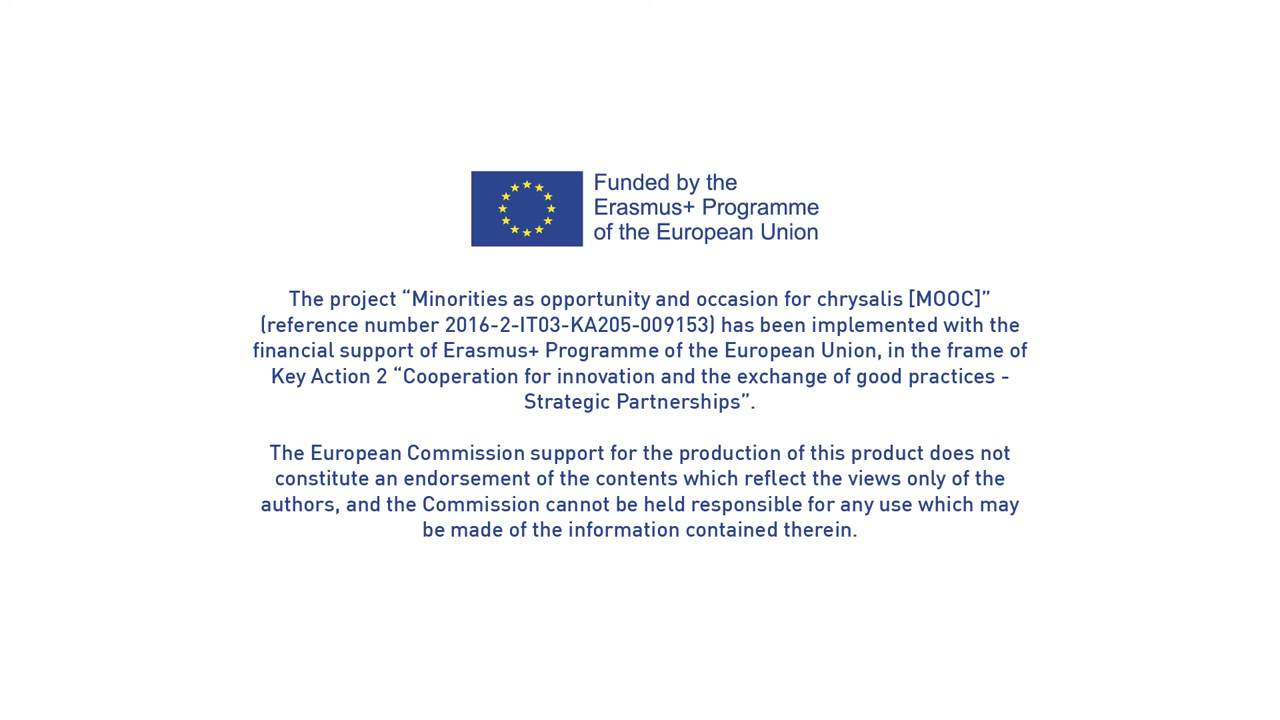 Funded by the
Erasmus+ Programme
of the European Union
The project “Minorities as opportunity and occasion for chrysalis [MOOC]”
(reference number 2016-2-IT03-KA205-009153) has been implemented with the
financial support of Erasmus+ Programme of the European Union, in the frame of
Key Action 2 “Cooperation for innovation and the exchange of good practices -
Strategic Partnerships”.
The European Commission support for the production of this product does not
constitute an endorsement of the contents which reflect the views only of the
authors, and the Commission cannot be held responsible for any use which may
be made of the information contained therein.